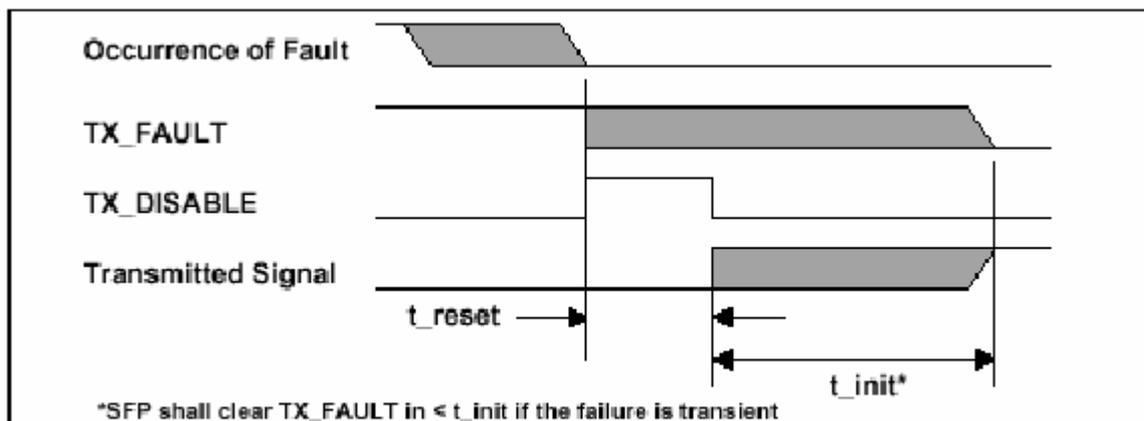 Occurrence of Fault
TX_FAULT
TX_DISABLE
Transmitted Signal
t_reset
t_init*
*SFP shall clear TX_FAULT in < t_init if the failure is transient